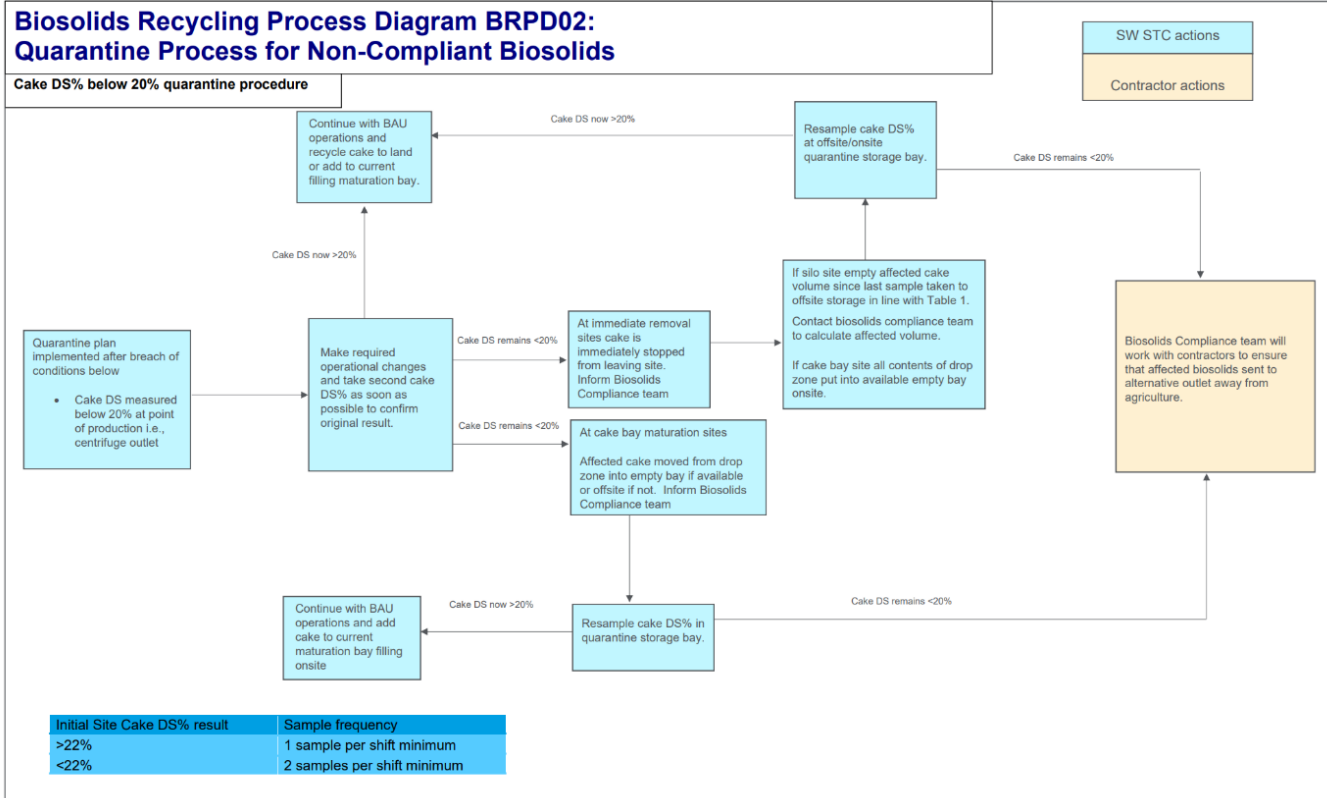 Biosolids Recycling Process Diagram BRPD02:
Quarantine Process for Non-Compliant Biosolids
Cake DS% below 20% quarantine procedure
SW STC actions
Contractor actions
Continue with BAU
operations and
recycle cake to land
or add to current
filling maturation bay.
Cake DS now >20%
Resample cake DS%
at offsite/onsite
quarantine storage bay.
Cake DS remains <20%
Cake DS now >20%
Quarantine plan
implemented after breach of
conditions below
• Cake DS measured
below 20% at point
of production i.e.,
centrifuge outlet
Make required
operational changes
and take second cake
DS% as soon as
possible to confirm
original result.
Cake DS remains <20%
At immediate removal
sites cake is
immediately stopped
from leaving site.
Inform Biosolids
Compliance team
If silo site empty affected cake
volume since last sample taken to
offsite storage in line with Table 1.
Contact biosolids compliance team
to calculate affected volume.
If cake bay site all contents of drop
zone put into available empty bay
onsite.
Biosolids Compliance team will
work with contractors to ensure
that affected biosolids sent to
alternative outlet away from
agriculture.
Cake DS remains <20%
At cake bay maturation sites
Affected cake moved from drop
zone into empty bay if available
or offsite if not. Inform Biosolids
Compliance team
Continue with BAU
operations and add
cake to current
maturation bay filling
onsite
Cake DS now >20%
Resample cake DS% in
quarantine storage bay.
Cake DS remains <20%
Initial Site Cake DS% result Sample frequency
>22% 1 sample per shift minimum
<22% 2 samples per shift minimum